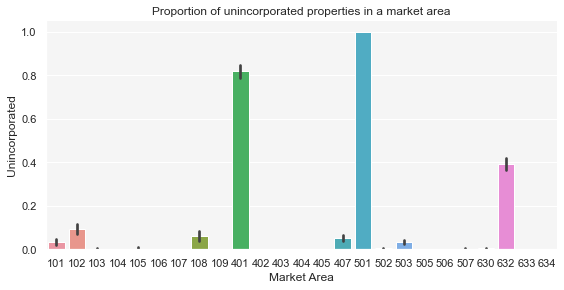 Proportion of unincorporated properties in a market area
1.0
0.8
0.6
0.4
0.2
0.0
Unincorporated
101 102 103 104 105 106 107 108 109 401 402 403 404 405 407 501 502 503 505 506 507 630 632 633 634
Market Area